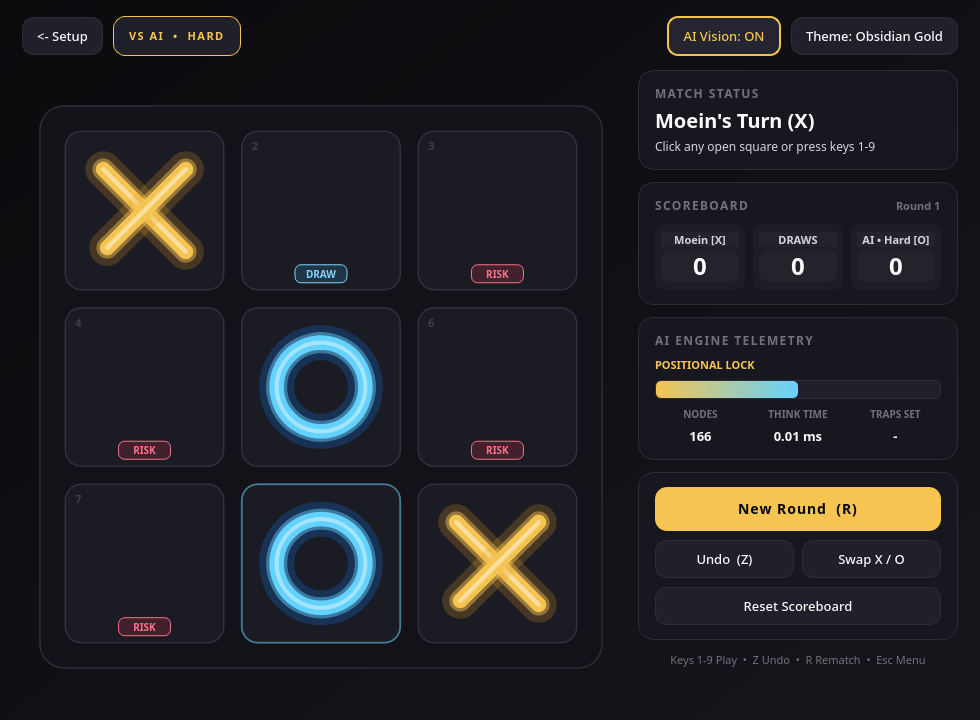 <- Setup
VS AI • HARD
AI Vision: ON
Theme: Obsidian Gold
2
3
DRAW
RISK
4
6
RISK
RISK
7
RISK
MATCH STATUS
Moein's Turn (X)
Click any open square or press keys 1-9
SCOREBOARD
Round 1
Moein [X]
DRAWS
AI • Hard [O]
0
0
0
AI ENGINE TELEMETRY
POSITIONAL LOCK
NODES
THINK TIME
TRAPS SET
166
0.01 ms
-
New Round (R)
Undo (Z)
Swap X / O
Reset Scoreboard
Keys 1-9 Play • Z Undo • R Rematch • Esc Menu